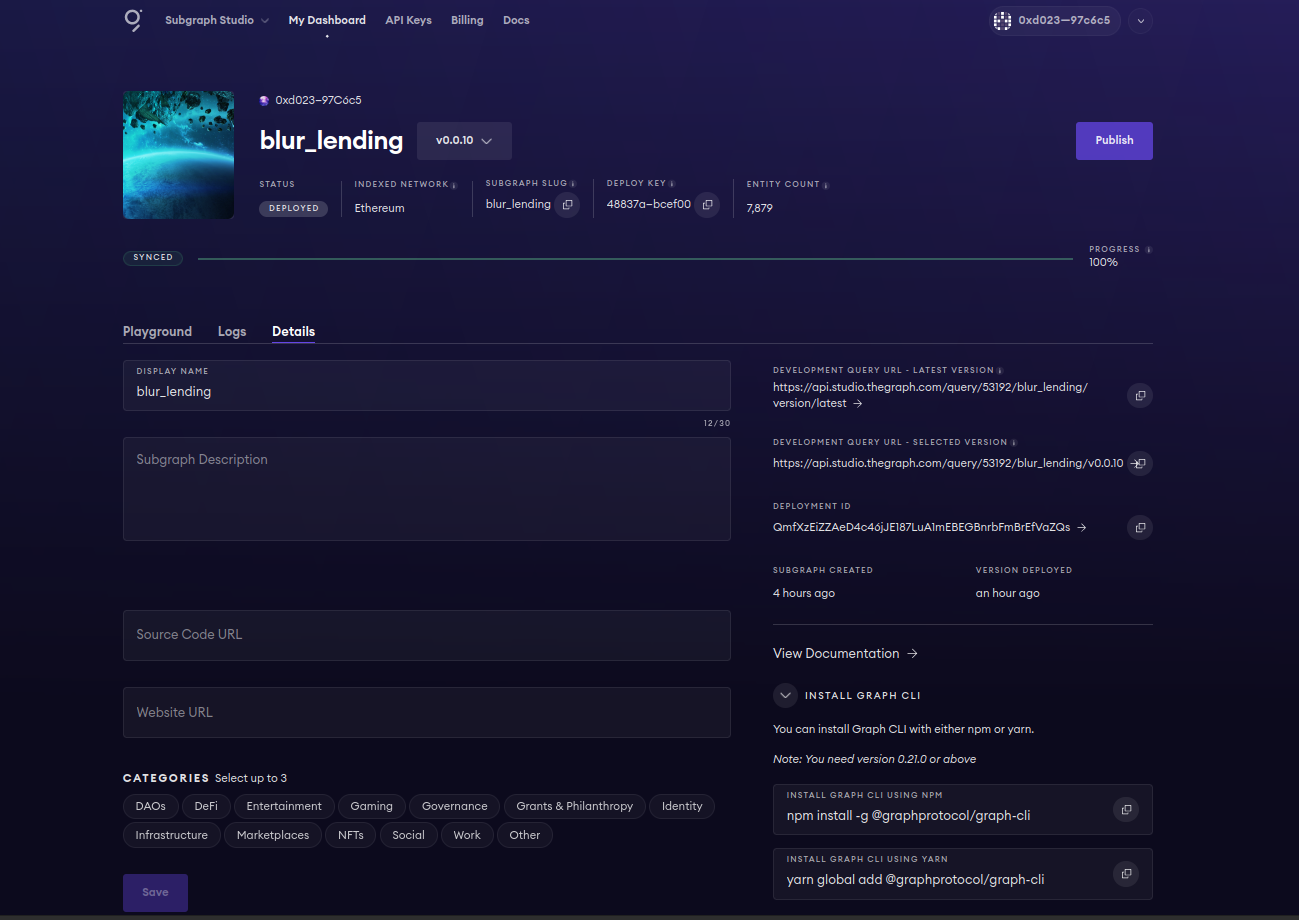 Subgraph Studio
My Dashboard
API Keys
Billing
Docs
0xd023—97c6c5
0xd023–97C6c5
blur_lending
v0.0.10
Publish
STATUS
DEPLOYED
INDEXED NETWORK
Ethereum
SUBGRAPH SLUG
blur_lending
DEPLOY KEY
48837a–bcef00
ENTITY COUNT
7,879
SYNCED
PROGRESS
100%
Playground
Logs
Details
DISPLAY NAME
blur_lending
12/30
Subgraph Description
Source Code URL
Website URL
CATEGORIES Select up to 3
DAOs DeFi Entertainment Gaming Governance Grants & Philanthropy Identity
Infrastructure Marketplaces NFTs Social Work Other
Save
DEVELOPMENT QUERY URL - LATEST VERSION
https://api.studio.thegraph.com/query/53192/blur_lending/
version/latest →
DEVELOPMENT QUERY URL - SELECTED VERSION
https://api.studio.thegraph.com/query/53192/blur_lending/v0.0.10 →
DEPLOYMENT ID
QmfXzEiZZAeD4c46jJE187LuA1mEBEGBnrbFmBrEfVaZQs →
SUBGRAPH CREATED
4 hours ago
VERSION DEPLOYED
an hour ago
View Documentation →
INSTALL GRAPH CLI
You can install Graph CLI with either npm or yarn.
Note: You need version 0.21.0 or above
INSTALL GRAPH CLI USING NPM
npm install -g @graphprotocol/graph-cli
INSTALL GRAPH CLI USING YARN
yarn global add @graphprotocol/graph-cli